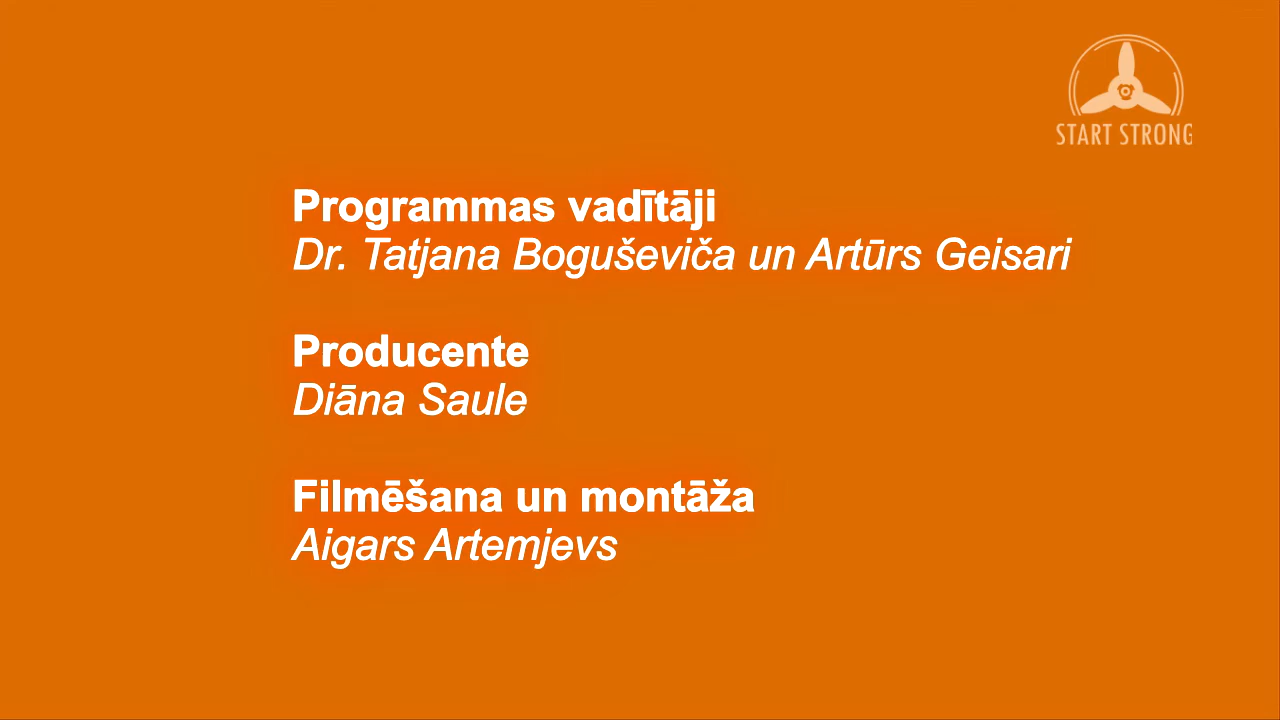 START STRONG
Programmas vadītāji
Dr. Tatjana Boguševiča un Artūrs Geisari
Producente
Diāna Saule
Filmēšana un montāža
Aigars Artemjevs